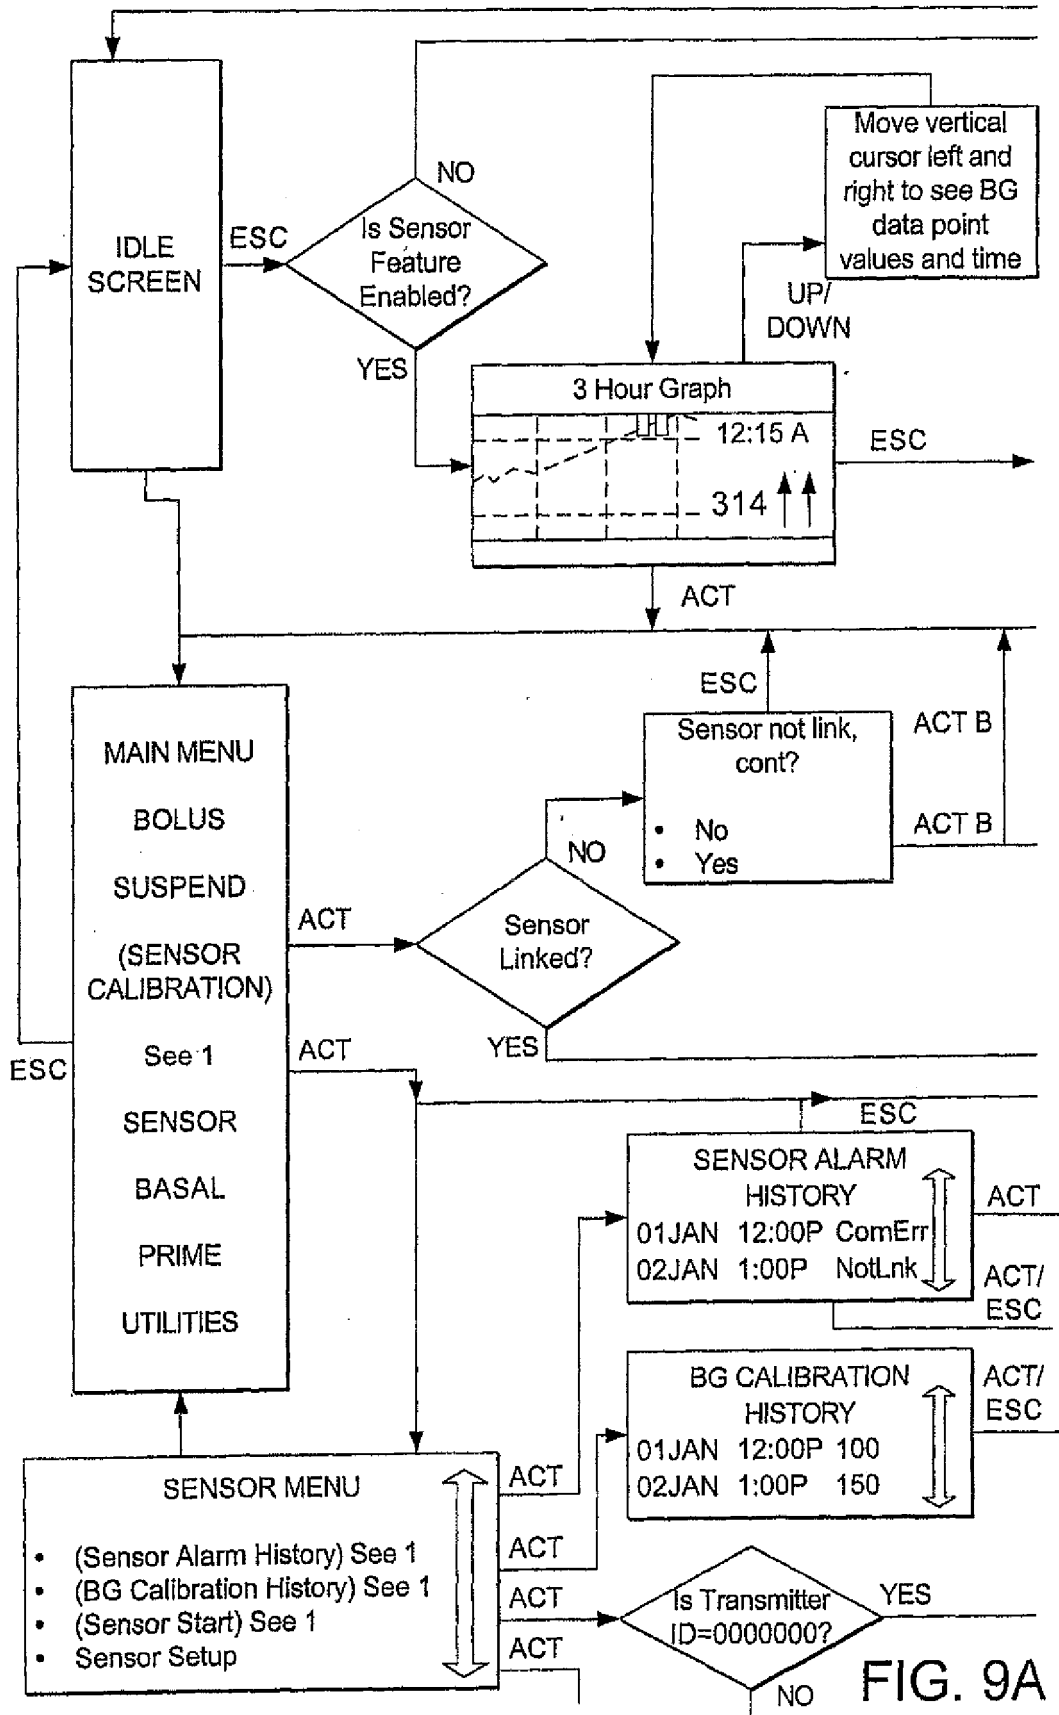 IDLE
SCREEN
ESC
NO
Is Sensor
Feature
Enabled?
YES
Move vertical
cursor left and
right to see BG
data point
values and time
UP/
DOWN
3 Hour Graph
12:15 A
314
ESC
ACT
MAIN MENU
BOLUS
SUSPEND
(SENSOR
CALIBRATION)
See 1
SENSOR
BASAL
PRIME
UTILITIES
ESC
ACT
ACT
Sensor
Linked?
NO
YES
Sensor not link,
cont?
• No
• Yes
ESC
ACT B
ACT B
ESC
SENSOR ALARM
HISTORY
01JAN 12:00P ComErr
02JAN 1:00P NotLnk
ACT
ACT/
ESC
BG CALIBRATION
HISTORY
01JAN 12:00P 100
02JAN 1:00P 150
ACT/
ESC
SENSOR MENU
• (Sensor Alarm History) See 1
• (BG Calibration History) See 1
• (Sensor Start) See 1
• Sensor Setup
ACT
ACT
ACT
ACT
Is Transmitter
ID=0000000?
YES
NO
FIG. 9A